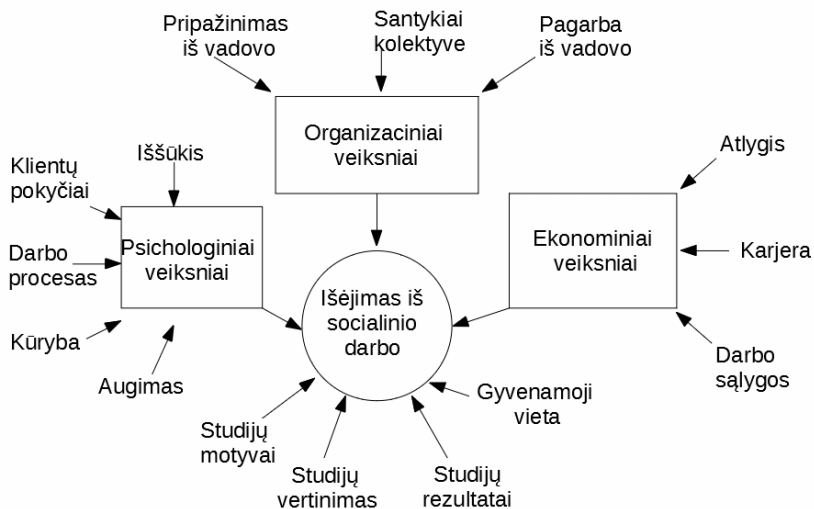 Pripažinimas
iš vadovo
Santykiai
kolektyve
Pagarba
iš vadovo
Organizaciniai
veiksniai
Klientų
pokyčiai
Iššūkis
Darbo
procesas
Psichologiniai
veiksniai
Kūryba
Augimas
Atlygis
Ekonominiai
veiksniai
Karjera
Darbo
sąlygos
Išėjimas iš
socialinio
darbo
Studijų
motyvai
Studijų
vertinimas
Studijų
rezultatai
Gyvenamoji
vieta